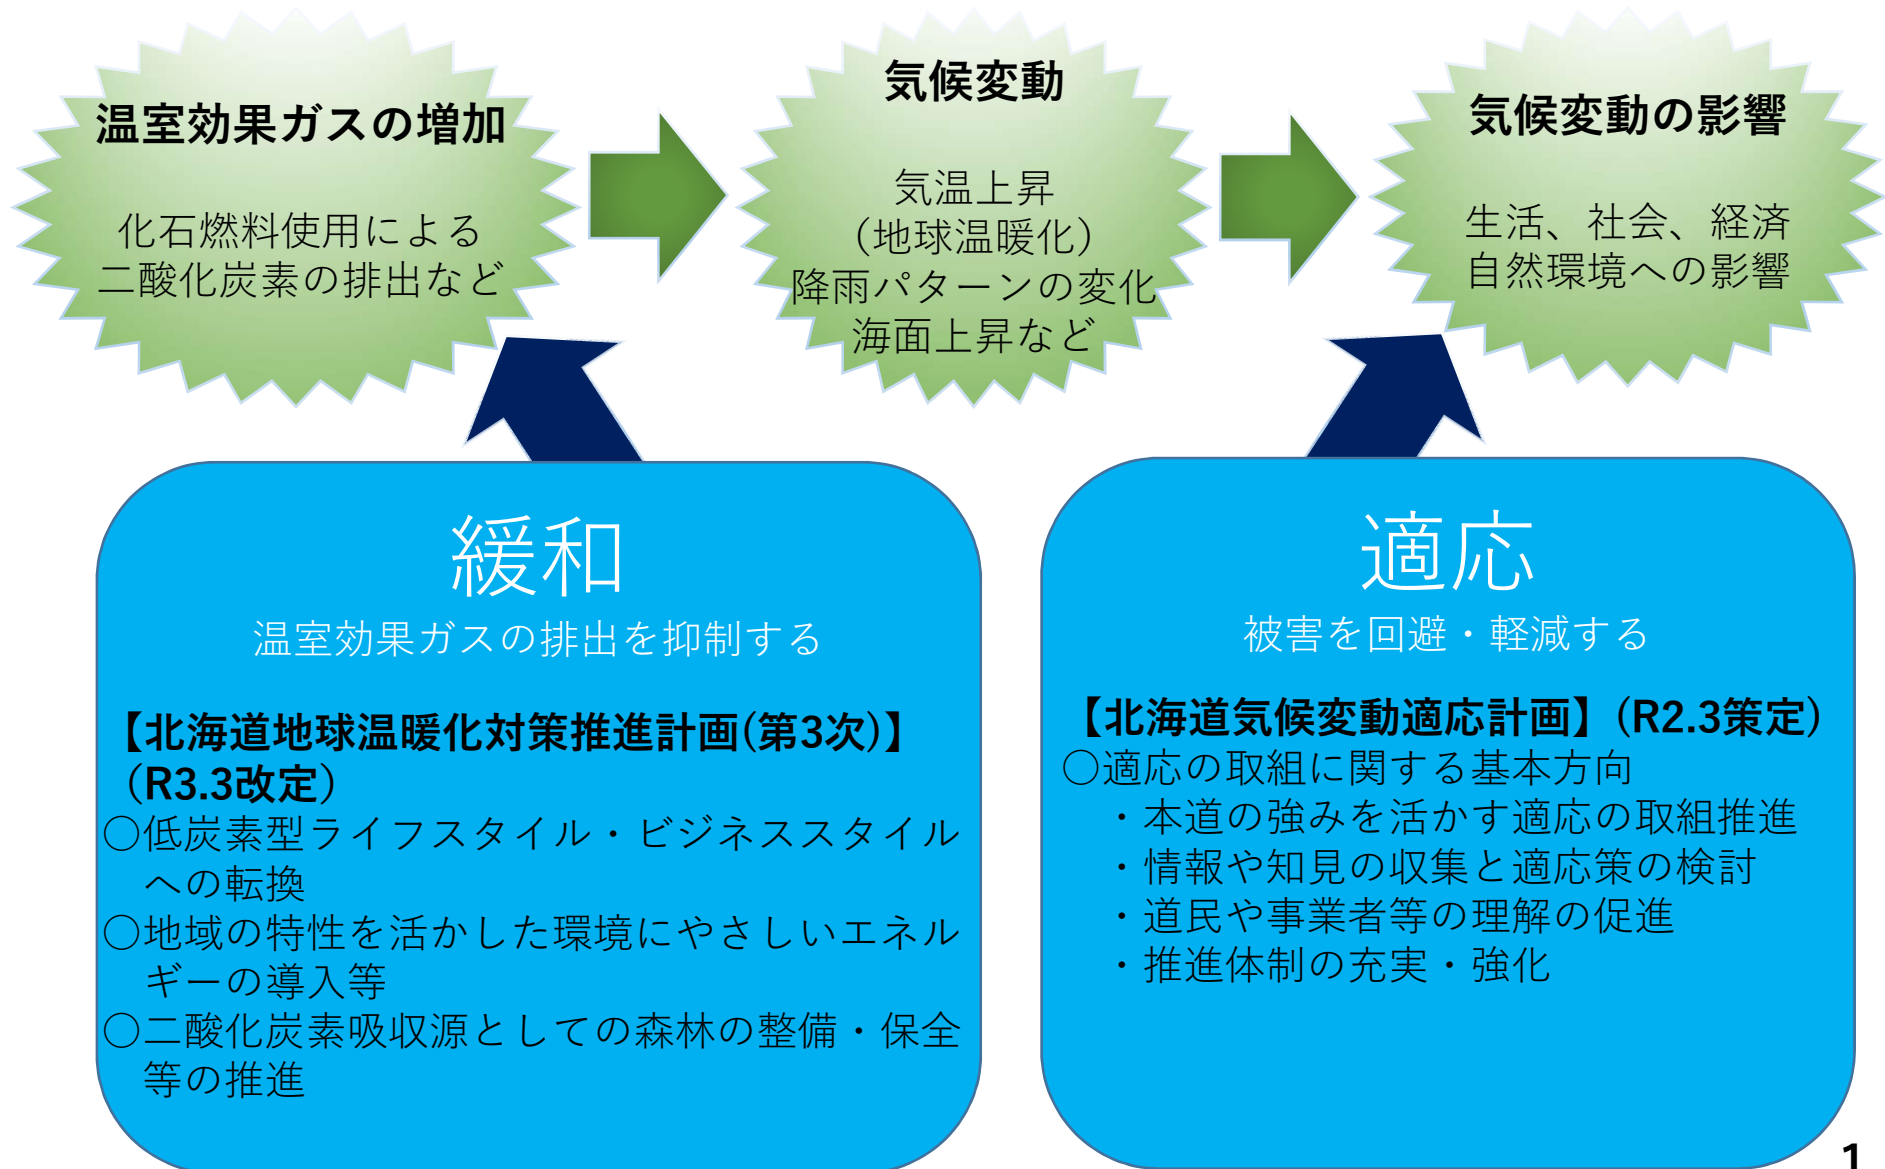 温室効果ガスの増加
化石燃料使用による
二酸化炭素の排出など
気候変動
気温上昇
（地球温暖化）
降雨パターンの変化
海面上昇など
気候変動の影響
生活、社会、経済
自然環境への影響
緩和
温室効果ガスの排出を抑制する
【北海道地球温暖化対策推進計画(第3次)】
（R3.3改定）
○低炭素型ライフスタイル・ビジネススタイル
への転換
○地域の特性を活かした環境にやさしいエネル
ギーの導入等
○二酸化炭素吸収源としての森林の整備・保全
等の推進
適応
被害を回避・軽減する
【北海道気候変動適応計画】（R2.3策定）
○適応の取組に関する基本方向
・本道の強みを活かす適応の取組推進
・情報や知見の収集と適応策の検討
・道民や事業者等の理解の促進
・推進体制の充実・強化
1